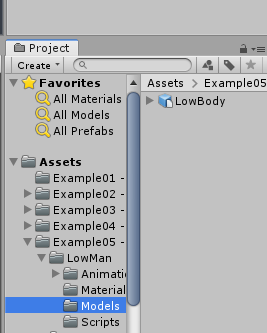 Project
Create
Assets Example05
Favorites
All Materials
All Models
All Prefabs
LowBody
Assets
Example01 -
Example02 -
Example03 -
Example04 -
Example05 -
LowMan
Animati
Material
Models
Scripts